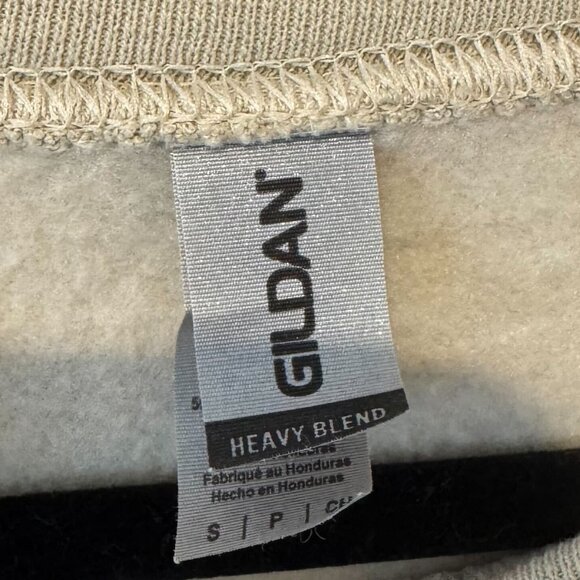 GILDAN®
HEAVY BLEND
Fabriqué au Honduras
Hecho en Honduras
S | P | CH